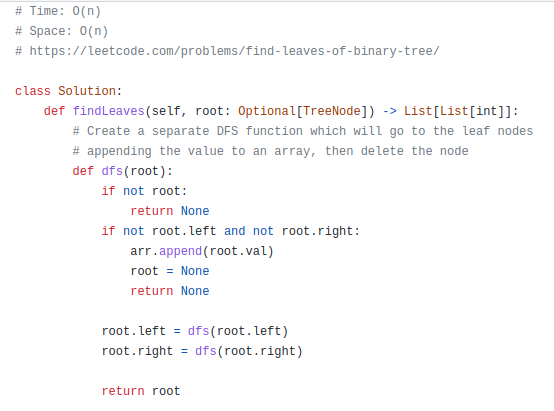 # Time: O(n)
# Space: O(n)
# https://leetcode.com/problems/find-leaves-of-binary-tree/

class Solution:
    def findLeaves(self, root: Optional[TreeNode]) -> List[List[int]]:
        # Create a separate DFS function which will go to the leaf nodes
        # appending the value to an array, then delete the node
        def dfs(root):
            if not root:
                return None
            if not root.left and not root.right:
                arr.append(root.val)
                root = None
                return None

            root.left = dfs(root.left)
            root.right = dfs(root.right)

            return root